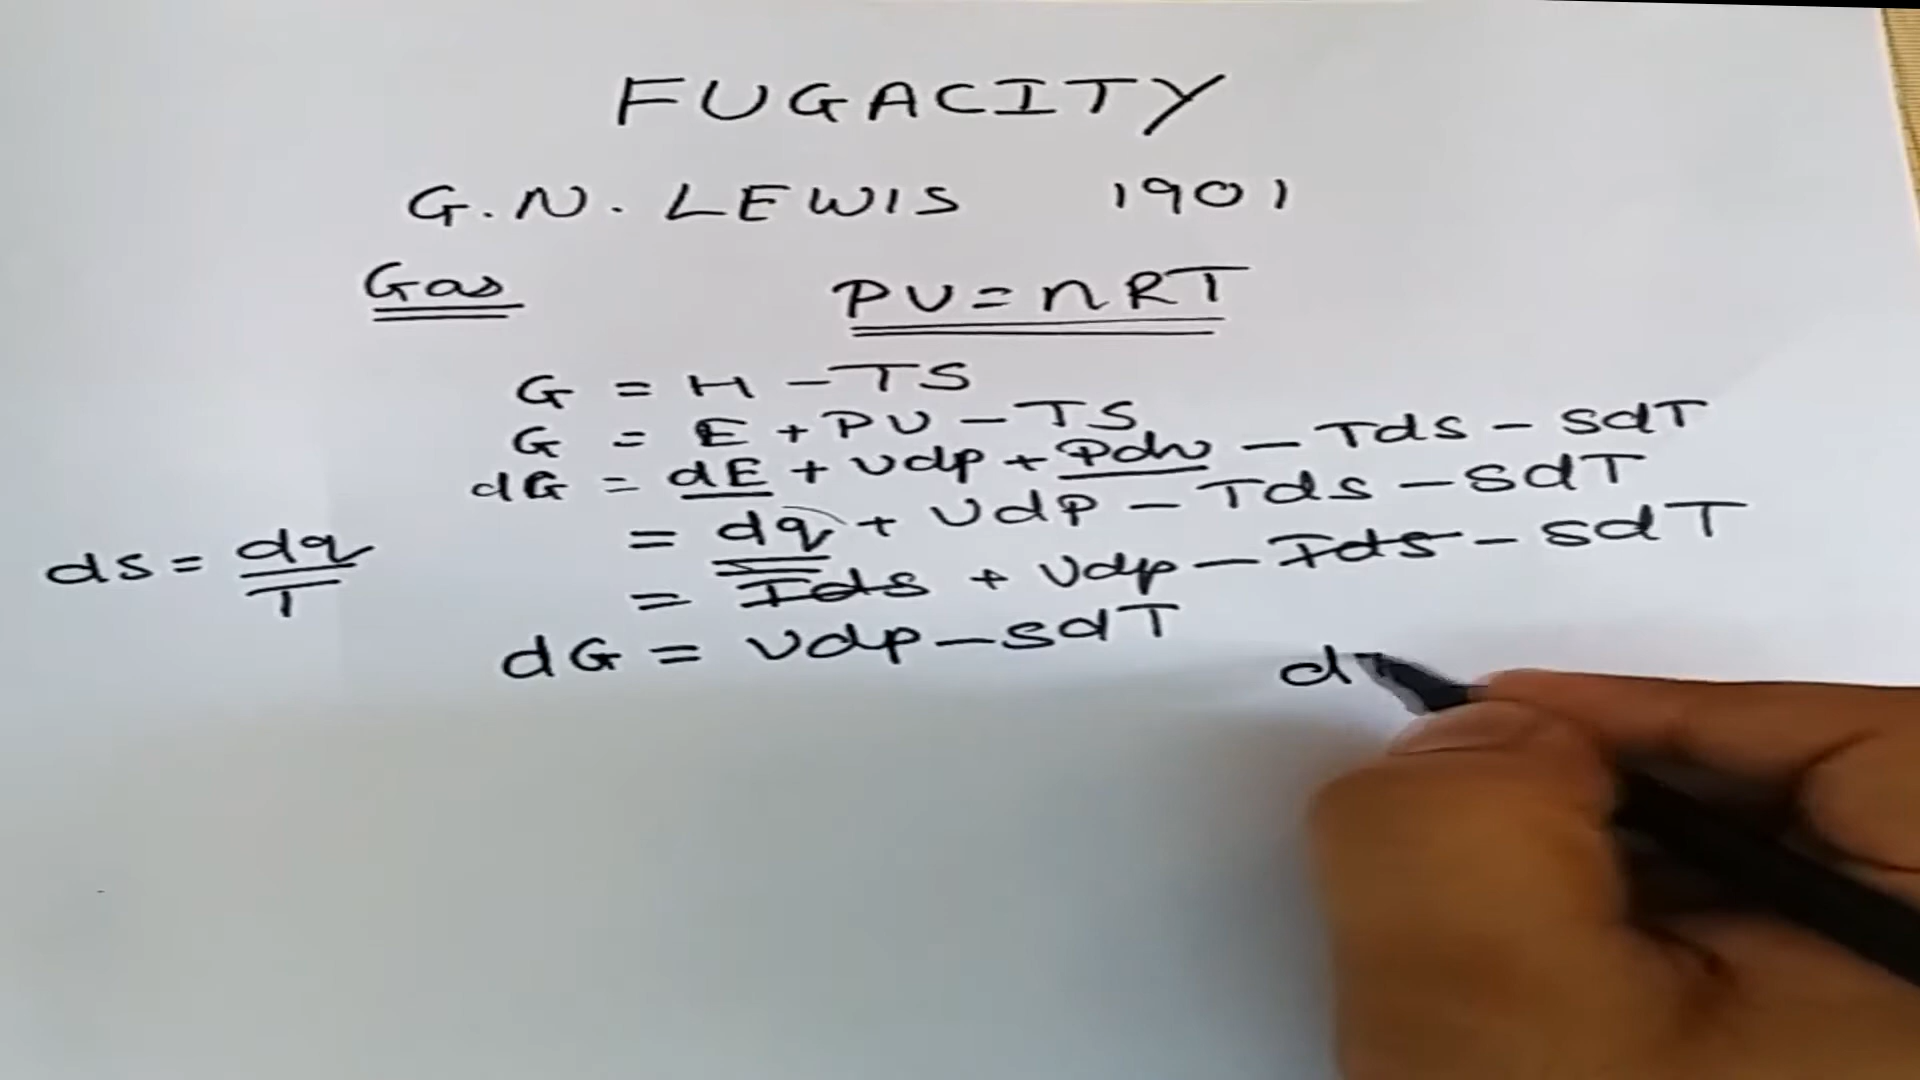 FUGACITY
G.N. LEWIS 1901
Gas PV=nRT
G = H - TS
G = E + PV - TS
dG = dE + vdp + Pdv - Tds - SdT
= dq + vdp - Tds - SdT
ds = dq/T
= Tds + vdp - Tds - SdT
dG = vdp - SdT